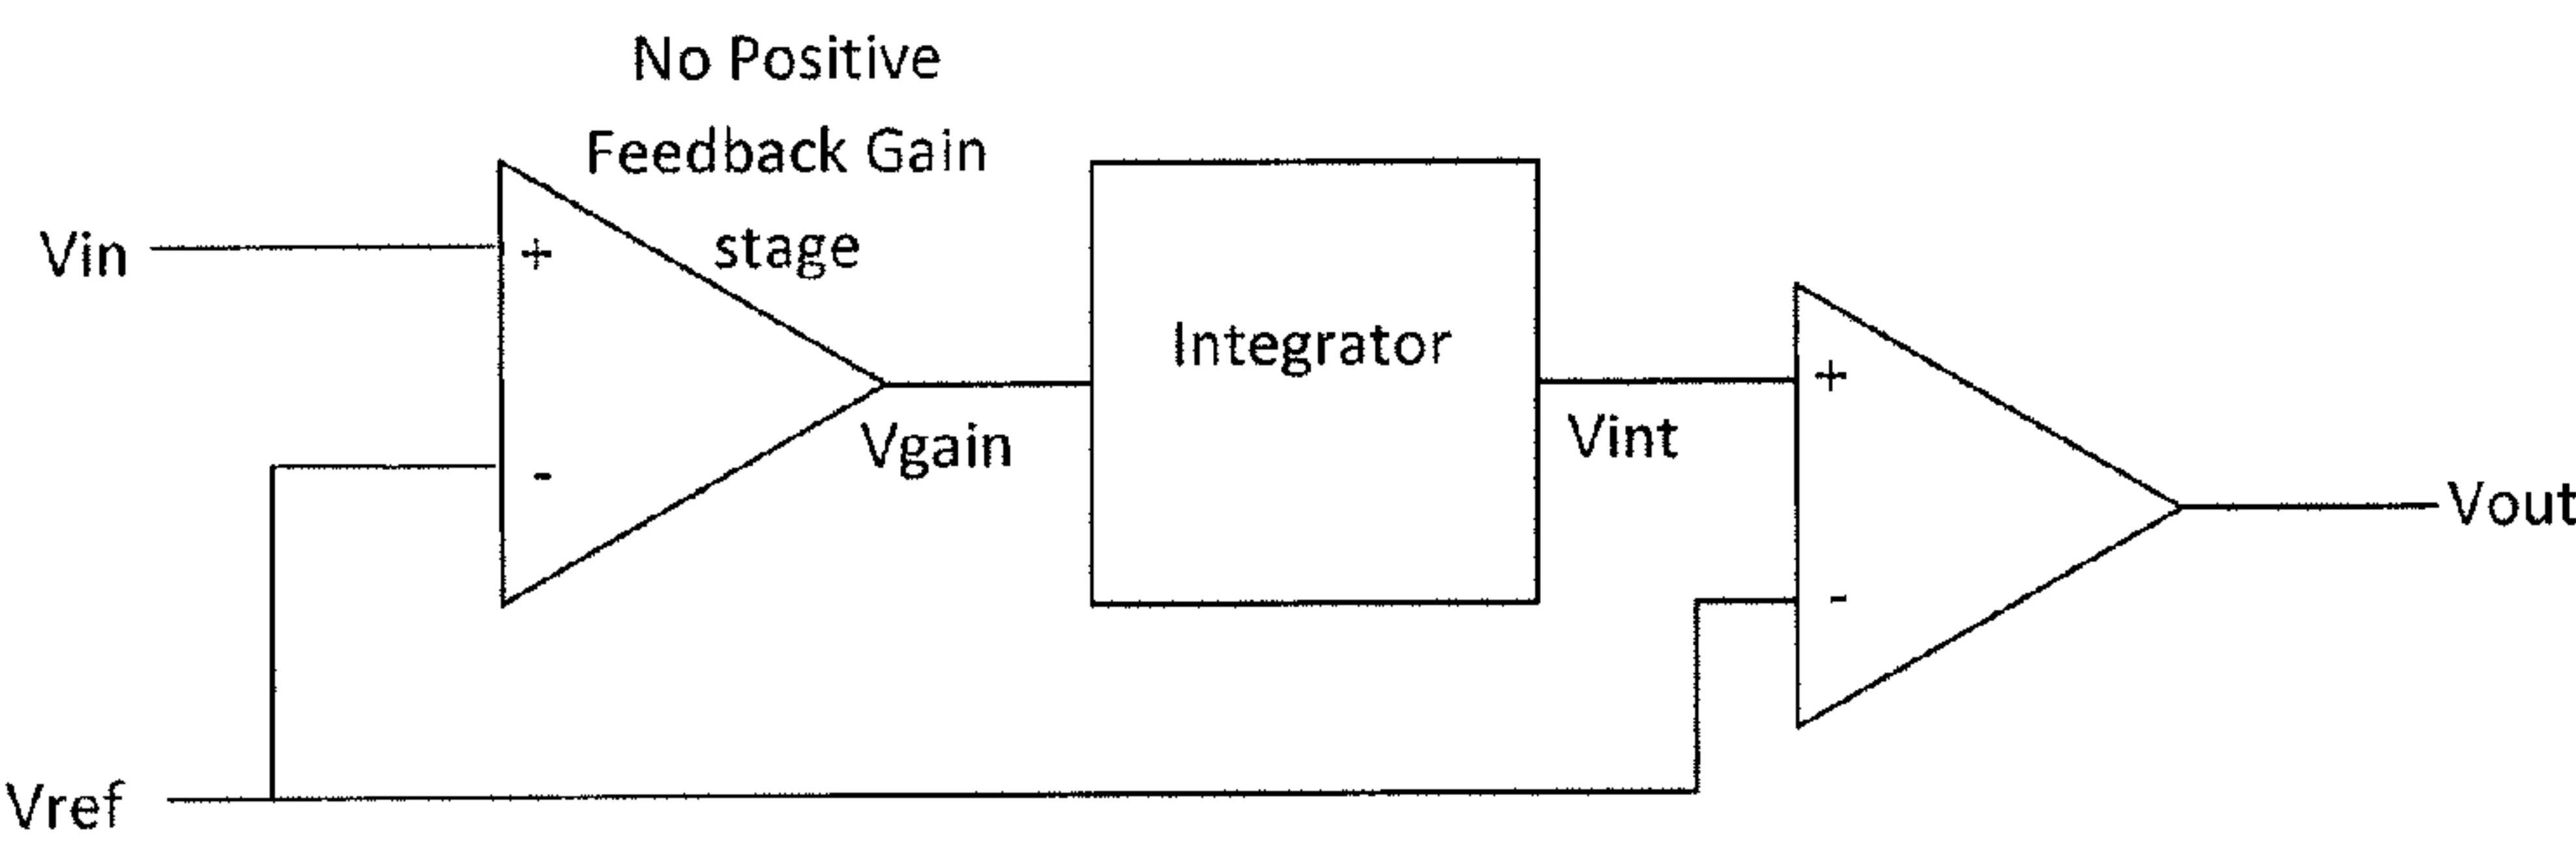 No Positive
Feedback Gain
stage
Vin
+
-
Vgain
Integrator
Vint
+
-
Vout
Vref